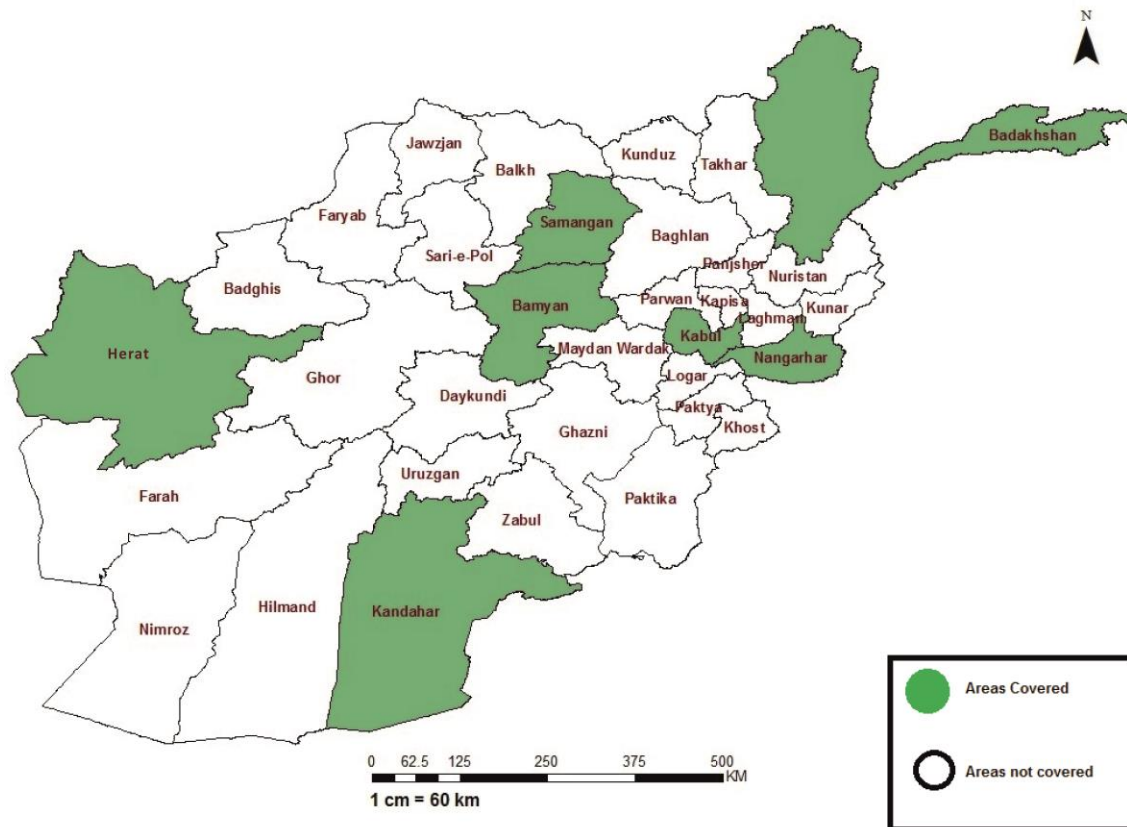 N
Badakhshan
Jawzjan
Balkh
Kunduz
Takhar
Faryab
Samangan
Baghlan
Sari-e-Pol
Panjsher
Nuristan
Badghis
Bamyan
Parwan
Kapisa
Kunar
Laghman
Herat
Kabul
Maydan Wardak
Nangarhar
Ghor
Logar
Daykundi
Paktya
Ghazni
Khost
Uruzgan
Farah
Paktika
Zabul
Hilmand
Kandahar
Nimroz
Areas Covered
Areas not covered
0 62.5 125 250 375 500
KM
1 cm = 60 km